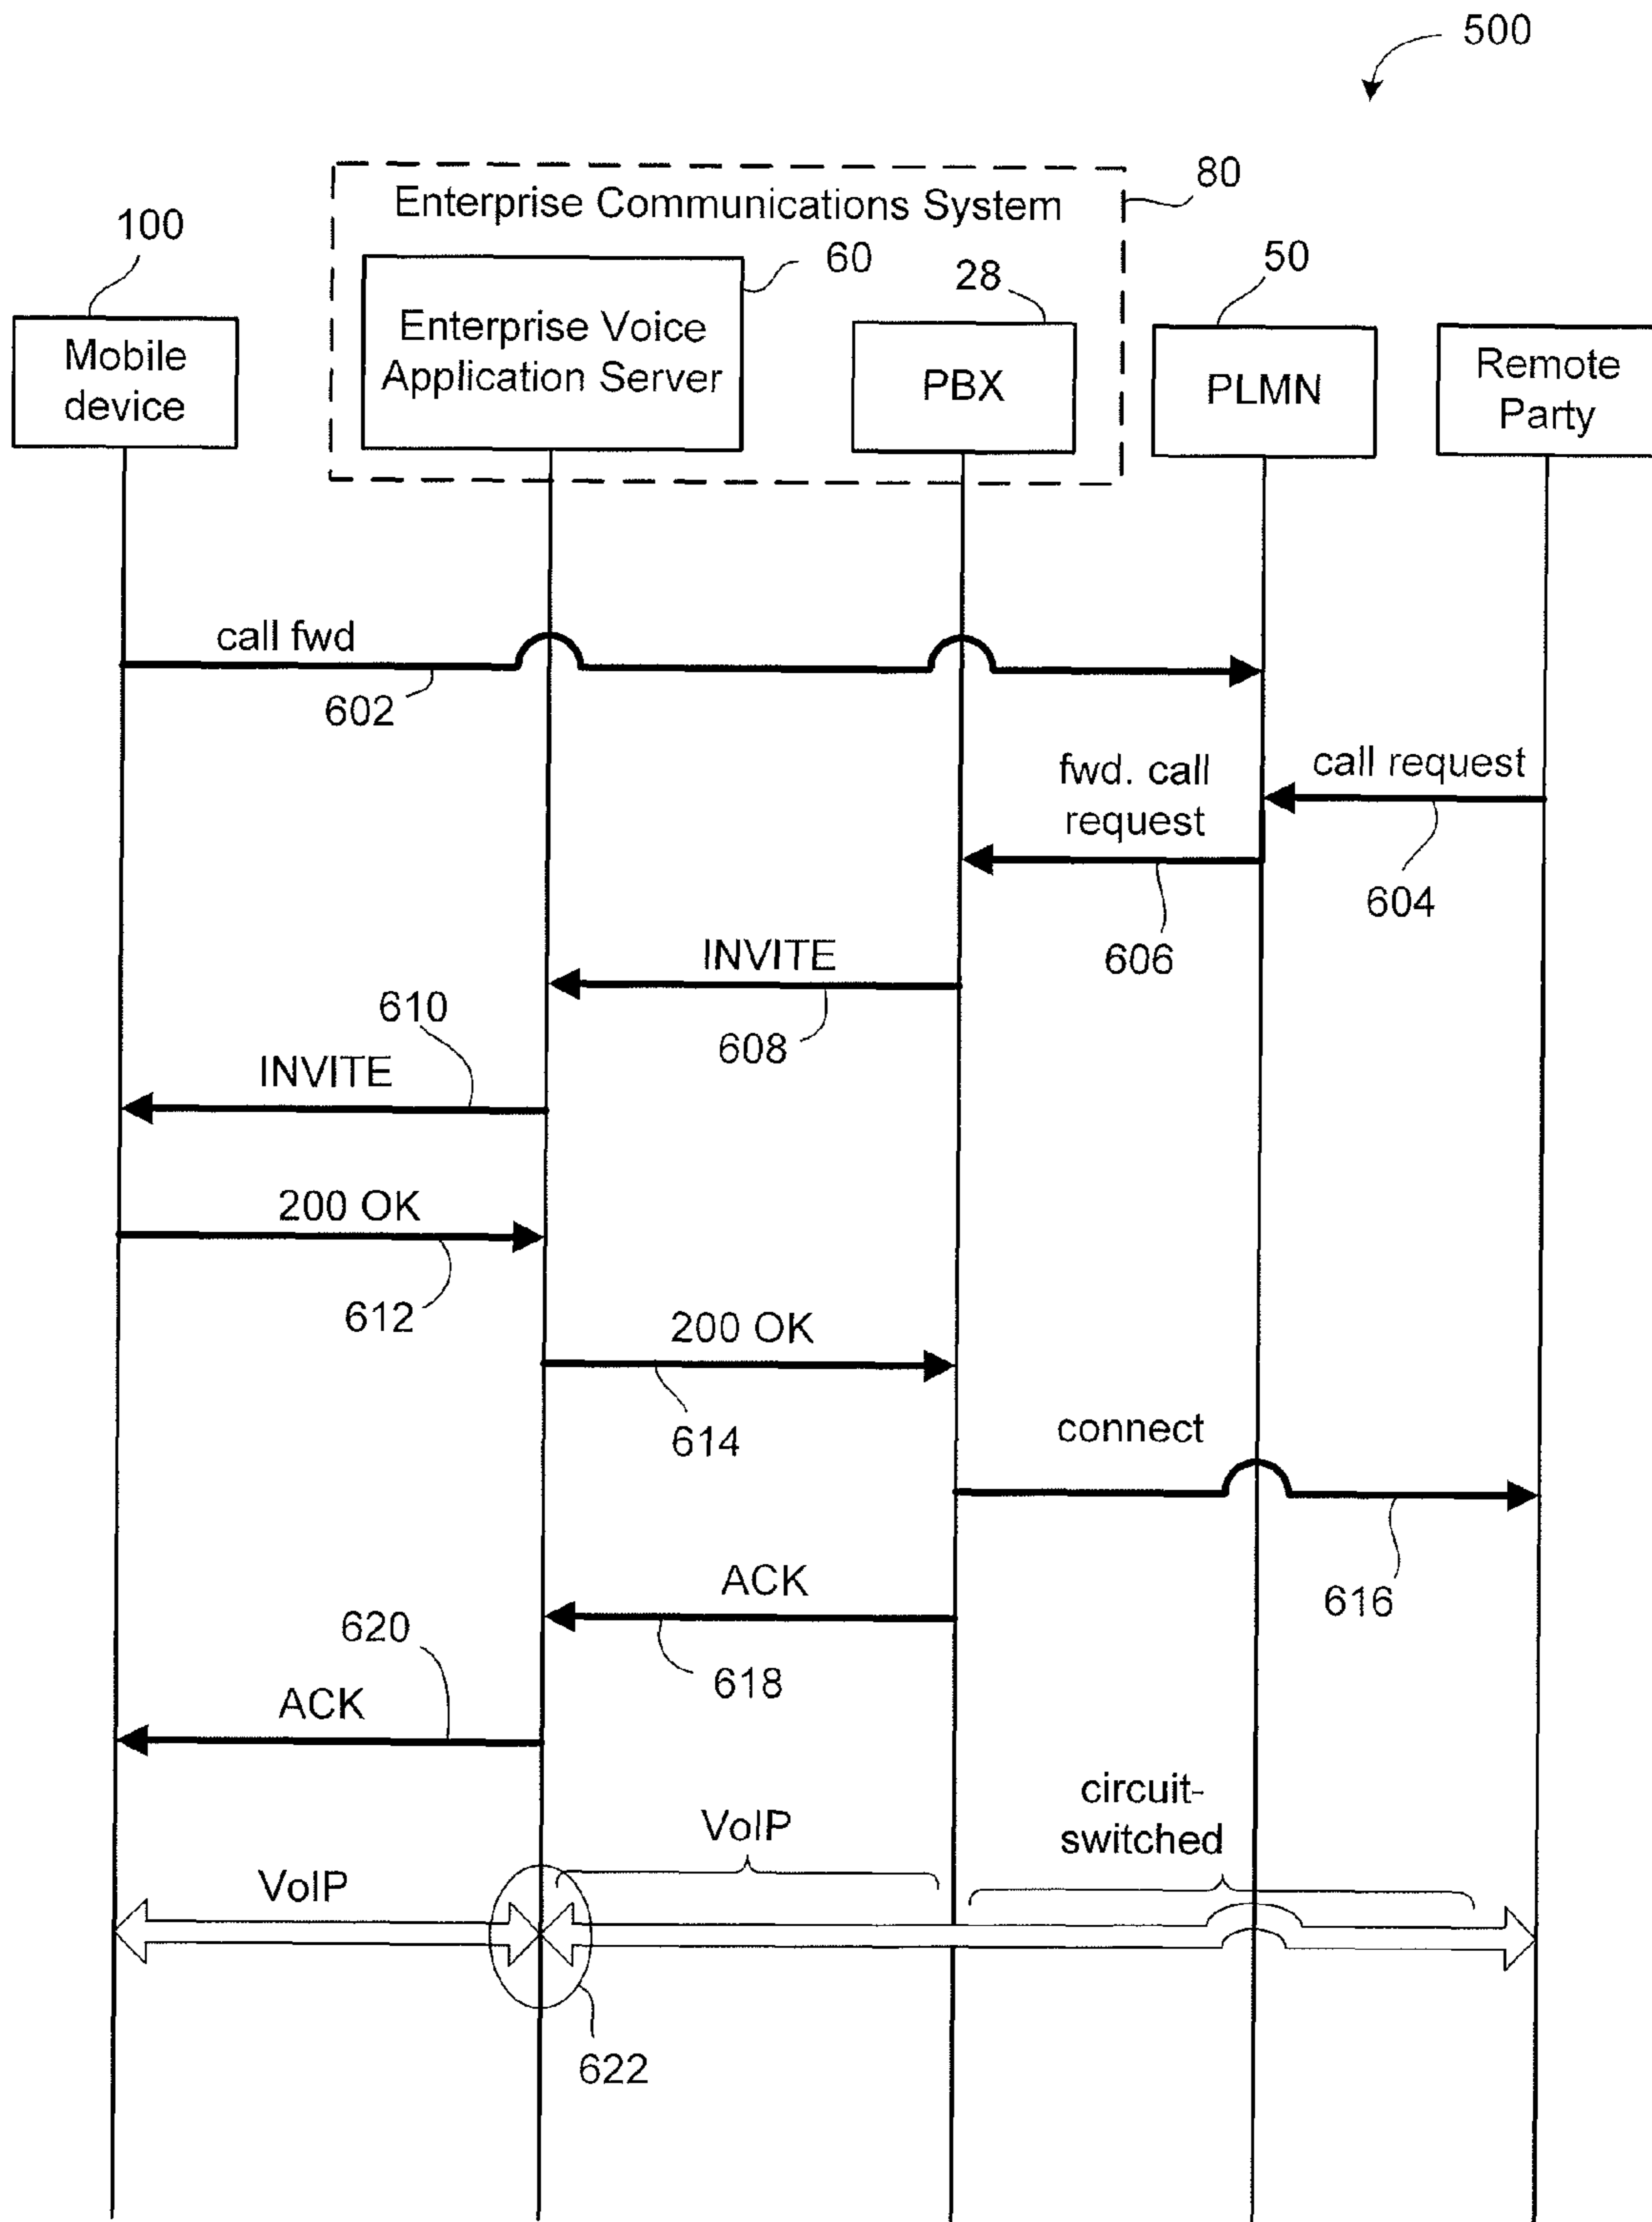 500
80
Enterprise Communications System
100
60
28
50
Mobile
device
Enterprise Voice
Application Server
PBX
PLMN
Remote
Party
call fwd
602
call request
604
fwd. call
request
606
INVITE
608
610
INVITE
200 OK
612
200 OK
614
connect
616
ACK
618
620
ACK
circuit-
switched
VoIP
VoIP
622